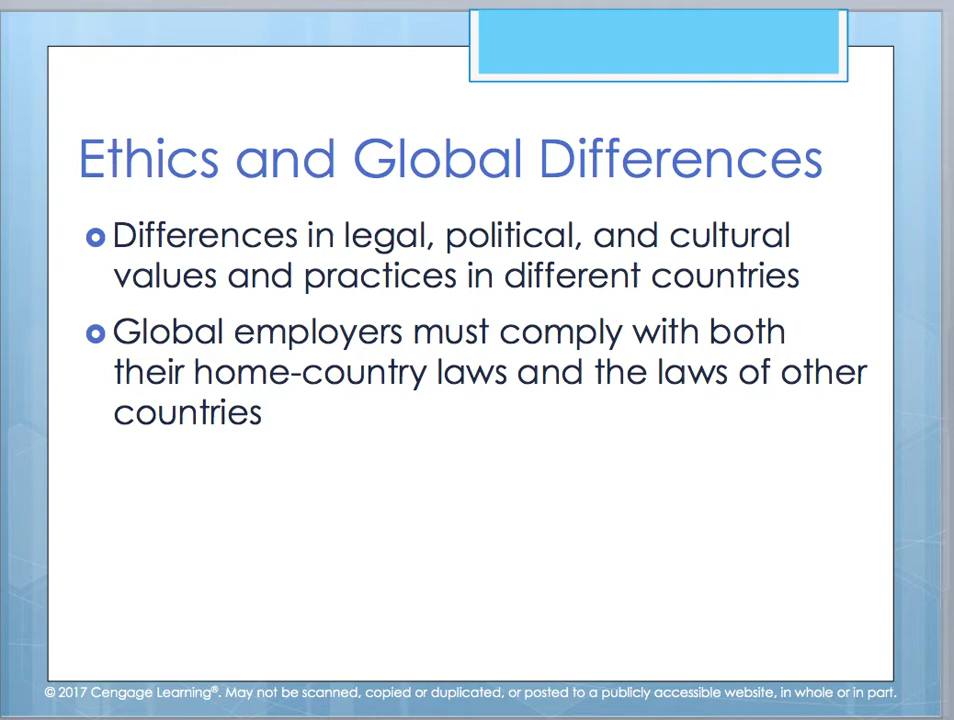 Ethics and Global Differences
Differences in legal, political, and cultural
values and practices in different countries
Global employers must comply with both
their home-country laws and the laws of other
countries
© 2017 Cengage Learning®. May not be scanned, copied or duplicated, or posted to a publicly accessible website, in whole or in part.